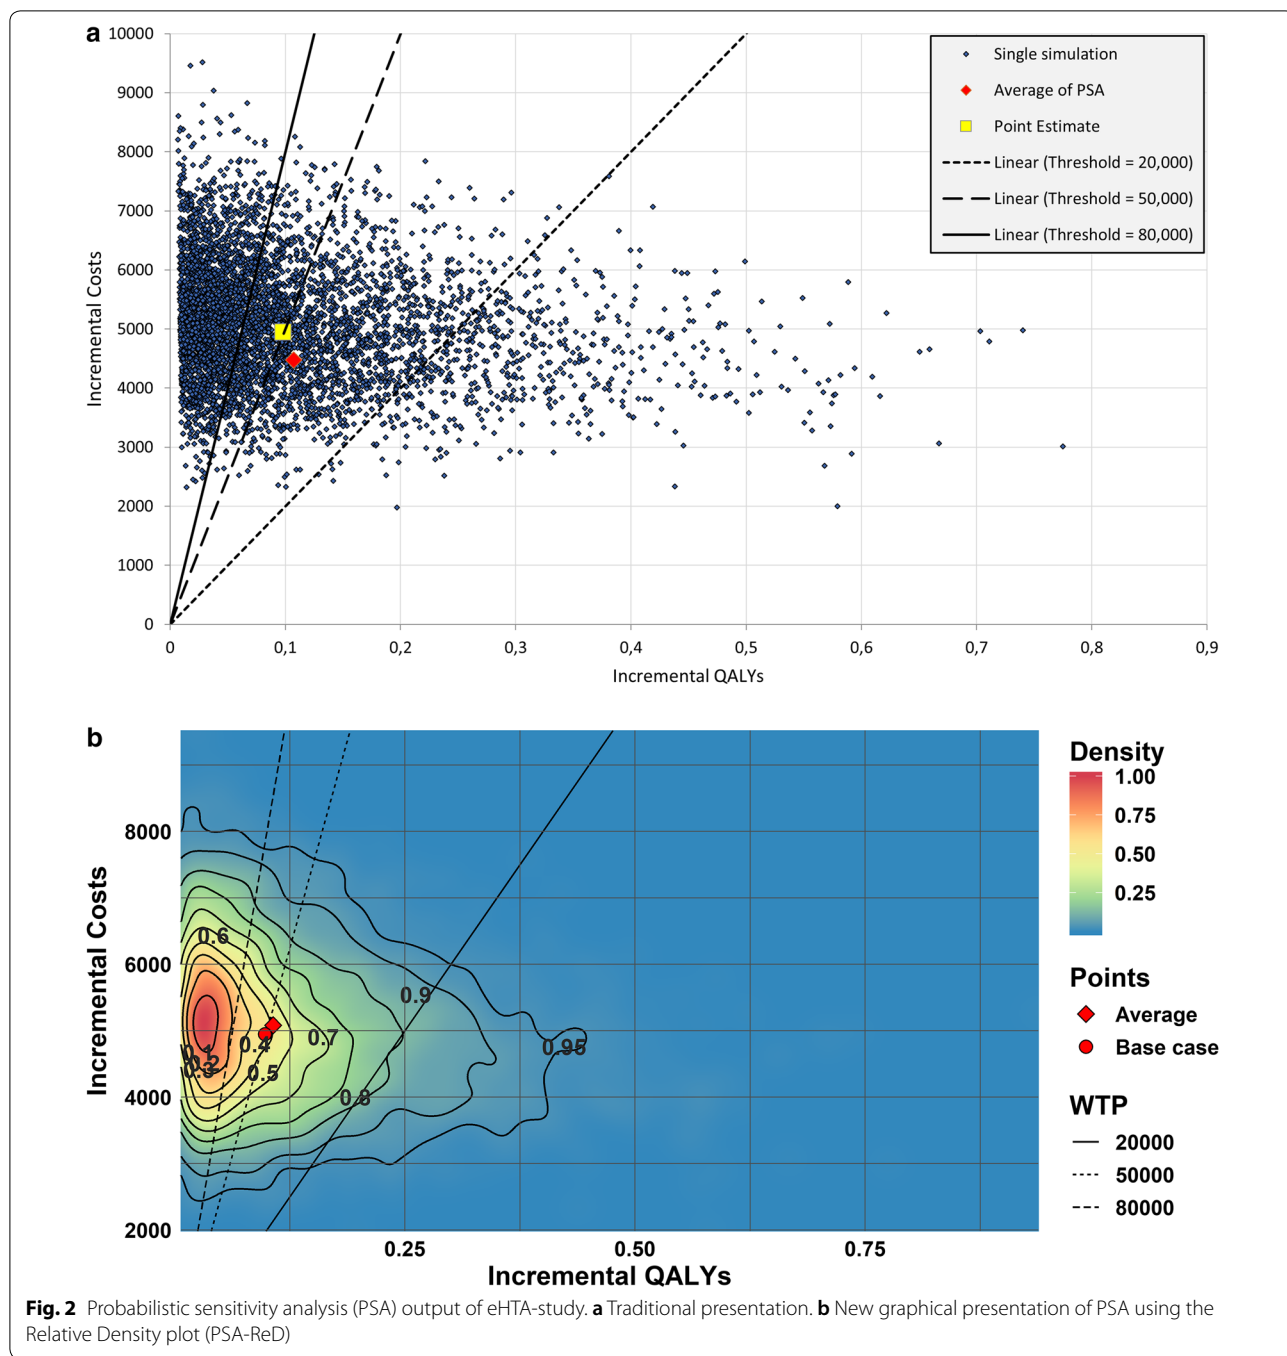 a
10000
9000
8000
7000
6000
5000
4000
3000
2000
1000
0
Incremental Costs
0
0,1
0,2
0,3
0,4
0,5
0,6
0,7
0,8
0,9
Incremental QALYs
Single simulation
Average of PSA
Point Estimate
Linear (Threshold = 20,000)
Linear (Threshold = 50,000)
Linear (Threshold = 80,000)
b
8000
6000
4000
2000
Incremental Costs
0.6
0.9
0.7
0.4
0.95
0.1
0.2
0.3
0.5
0.8
0.25
0.50
0.75
Incremental QALYs
Density
1.00
0.75
0.50
0.25
Points
Average
Base case
WTP
20000
50000
80000
Fig. 2 Probabilistic sensitivity analysis (PSA) output of eHTA-study. a Traditional presentation. b New graphical presentation of PSA using the
Relative Density plot (PSA-ReD)